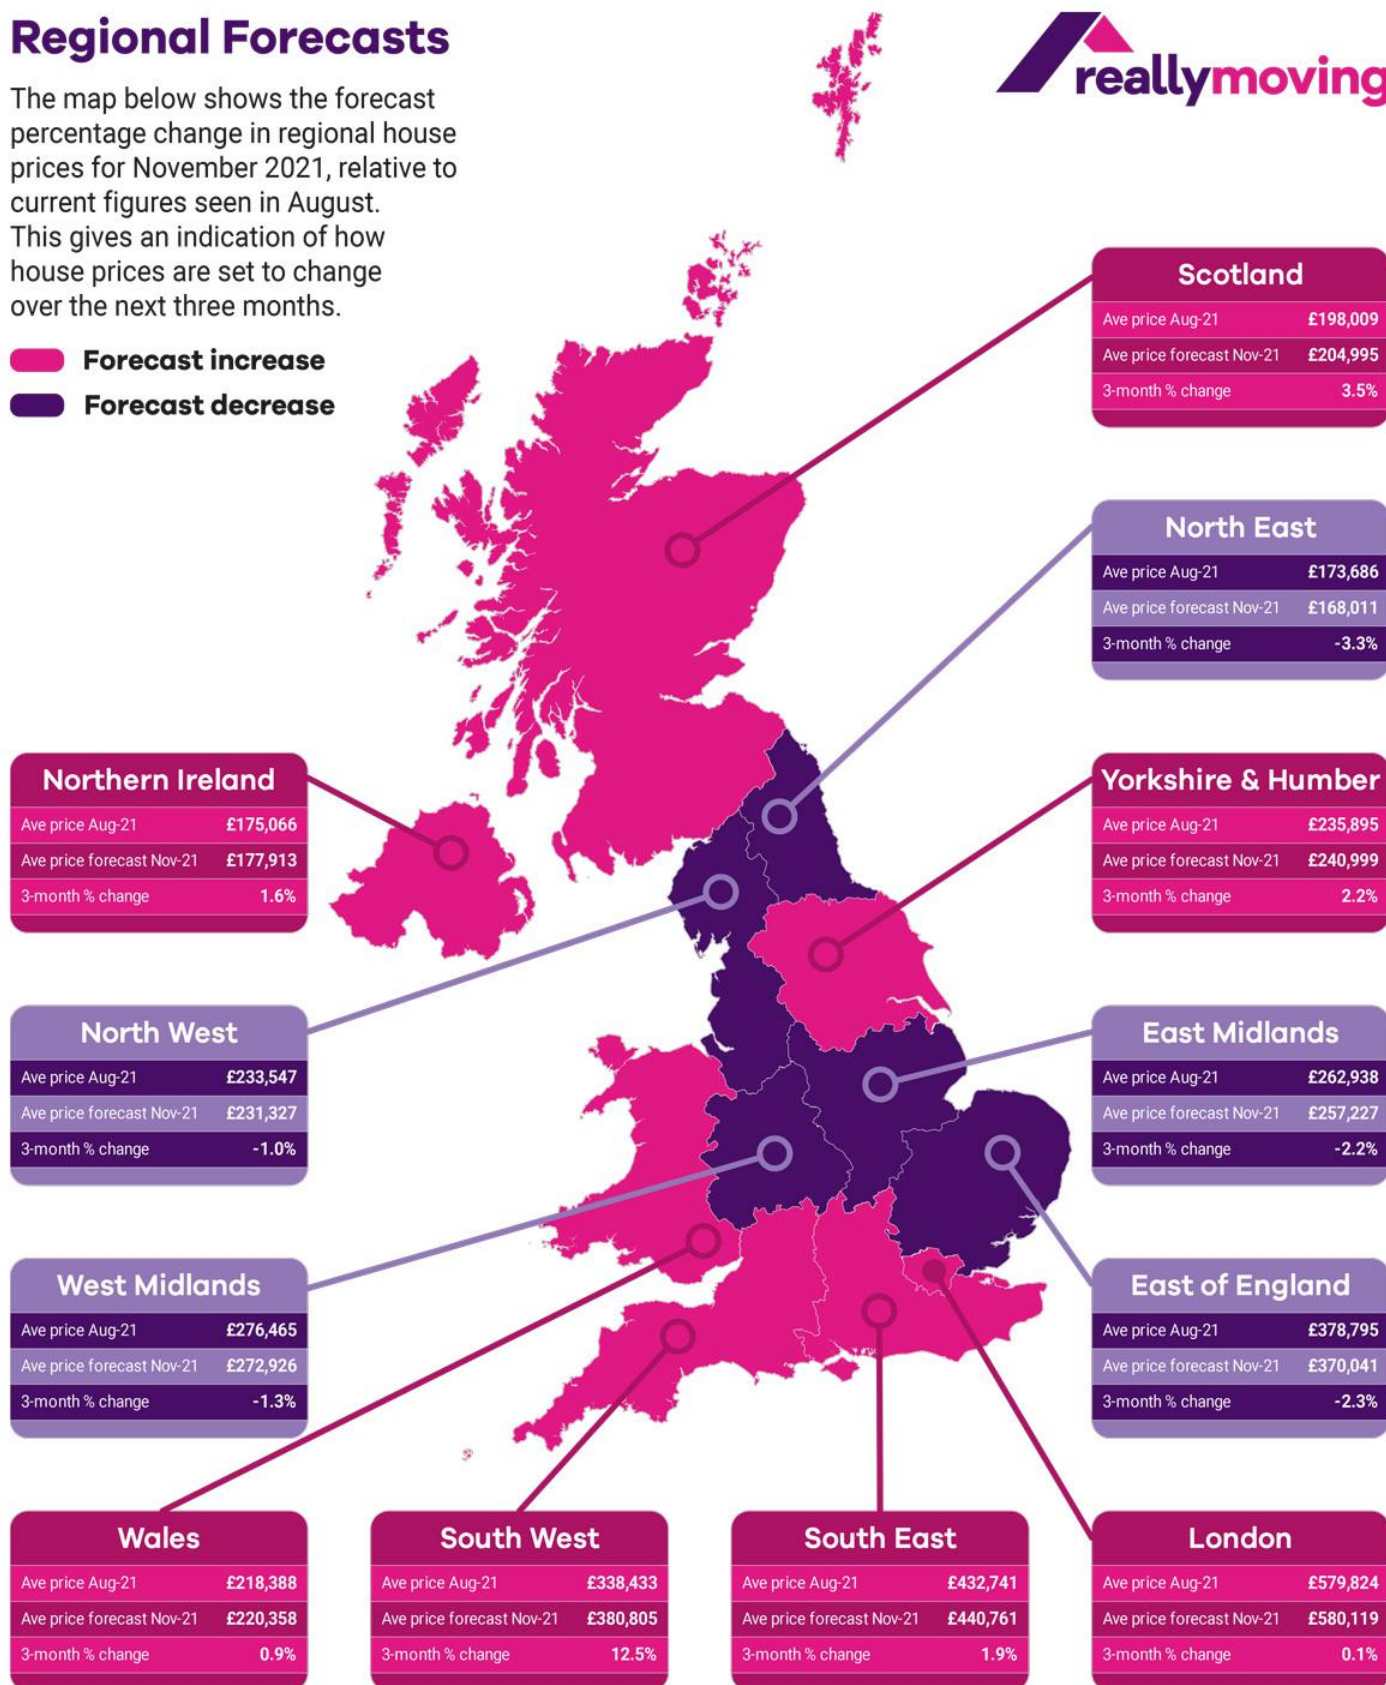 Regional Forecasts
reallymoving
The map below shows the forecast
percentage change in regional house
prices for November 2021, relative to
current figures seen in August.
This gives an indication of how
house prices are set to change
over the next three months.
Forecast increase
Forecast decrease
Scotland
Ave price Aug-21 £198,009
Ave price forecast Nov-21 £204,995
3-month % change 3.5%
North East
Ave price Aug-21 £173,686
Ave price forecast Nov-21 £168,011
3-month % change -3.3%
Northern Ireland
Ave price Aug-21 £175,066
Ave price forecast Nov-21 £177,913
3-month % change 1.6%
Yorkshire & Humber
Ave price Aug-21 £235,895
Ave price forecast Nov-21 £240,999
3-month % change 2.2%
North West
Ave price Aug-21 £233,547
Ave price forecast Nov-21 £231,327
3-month % change -1.0%
East Midlands
Ave price Aug-21 £262,938
Ave price forecast Nov-21 £257,227
3-month % change -2.2%
West Midlands
Ave price Aug-21 £276,465
Ave price forecast Nov-21 £272,926
3-month % change -1.3%
East of England
Ave price Aug-21 £378,795
Ave price forecast Nov-21 £370,041
3-month % change -2.3%
Wales
Ave price Aug-21 £218,388
Ave price forecast Nov-21 £220,358
3-month % change 0.9%
South West
Ave price Aug-21 £338,433
Ave price forecast Nov-21 £380,805
3-month % change 12.5%
South East
Ave price Aug-21 £432,741
Ave price forecast Nov-21 £440,761
3-month % change 1.9%
London
Ave price Aug-21 £579,824
Ave price forecast Nov-21 £580,119
3-month % change 0.1%